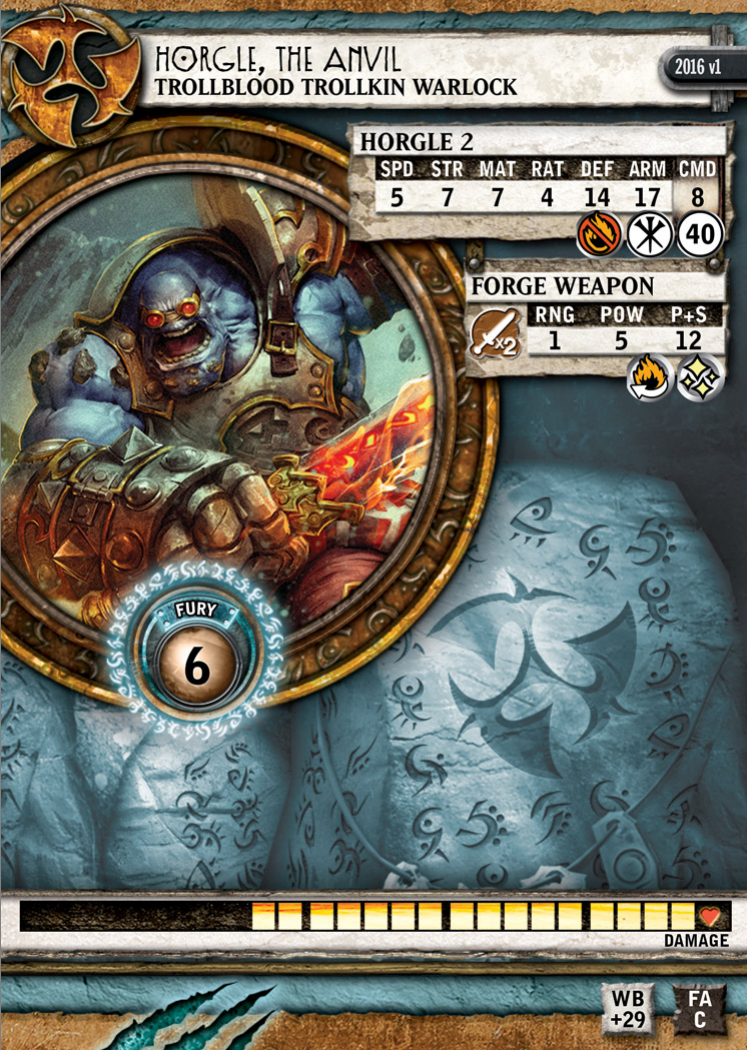 HORGLE, THE ANVIL
TROLLBLOOD TROLLKIN WARLOCK
2016 v1
HORGLE 2
SPD STR MAT RAT DEF ARM CMD
5 7 7 4 14 17 8
40
FORGE WEAPON
RNG POW P+S
x2 1 5 12
FURY
6
DAMAGE
WB FA
+29 C